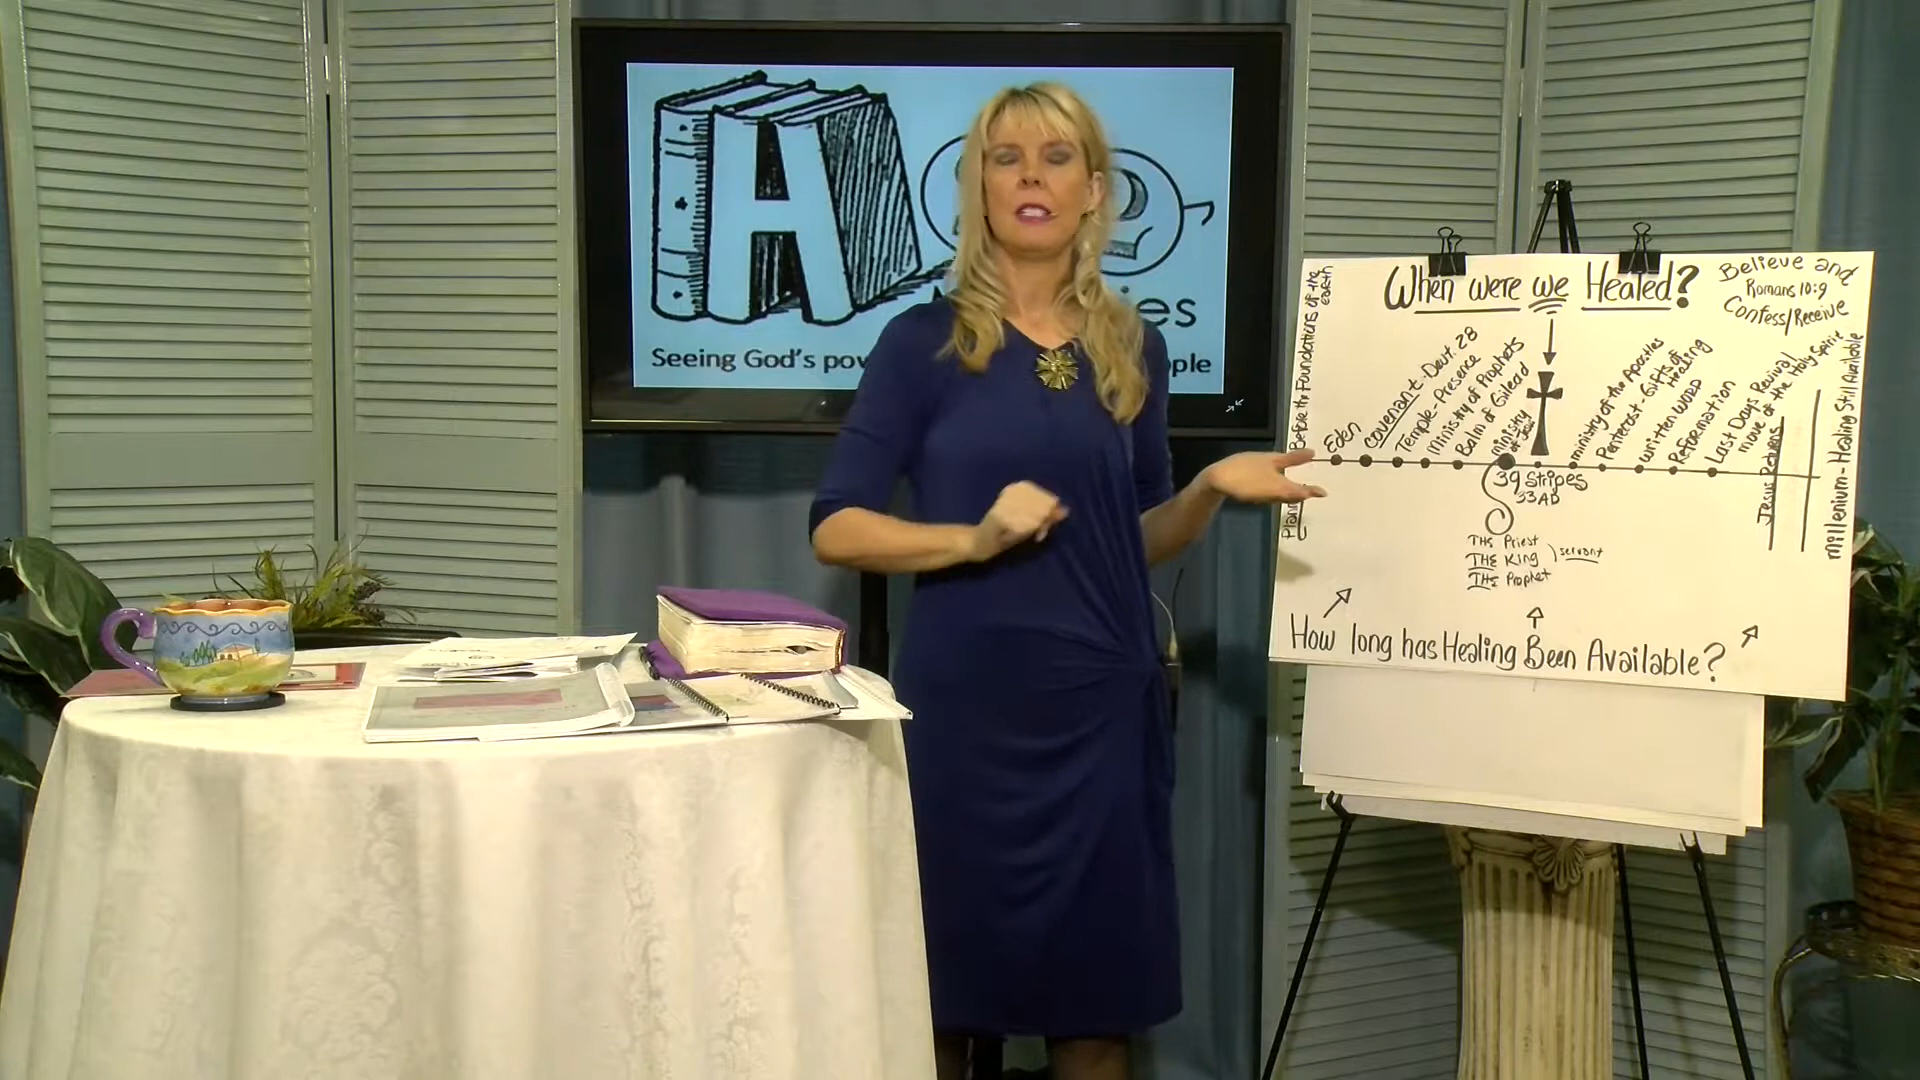 H
ies
Seeing God's pow
ple
When were we Healed?
Believe and
Romans 10:9
Confess/Receive
Before the Foundations of the
earth
Eden
covenant - Deut. 28
Temple - Presence
ministry of Prophets
Balm of Gilead
ministry
of Jesus
ministry of the Apostles
Pentecost - Gifts of
Healing
written word
Reformation
Last Days Revival
move of the Holy Spirit
Jesus Returns
millenium - Healing Still Available
39 Stripes
33 AD
THE Priest
THE King
THE Prophet
servant
How long has Healing Been Available?